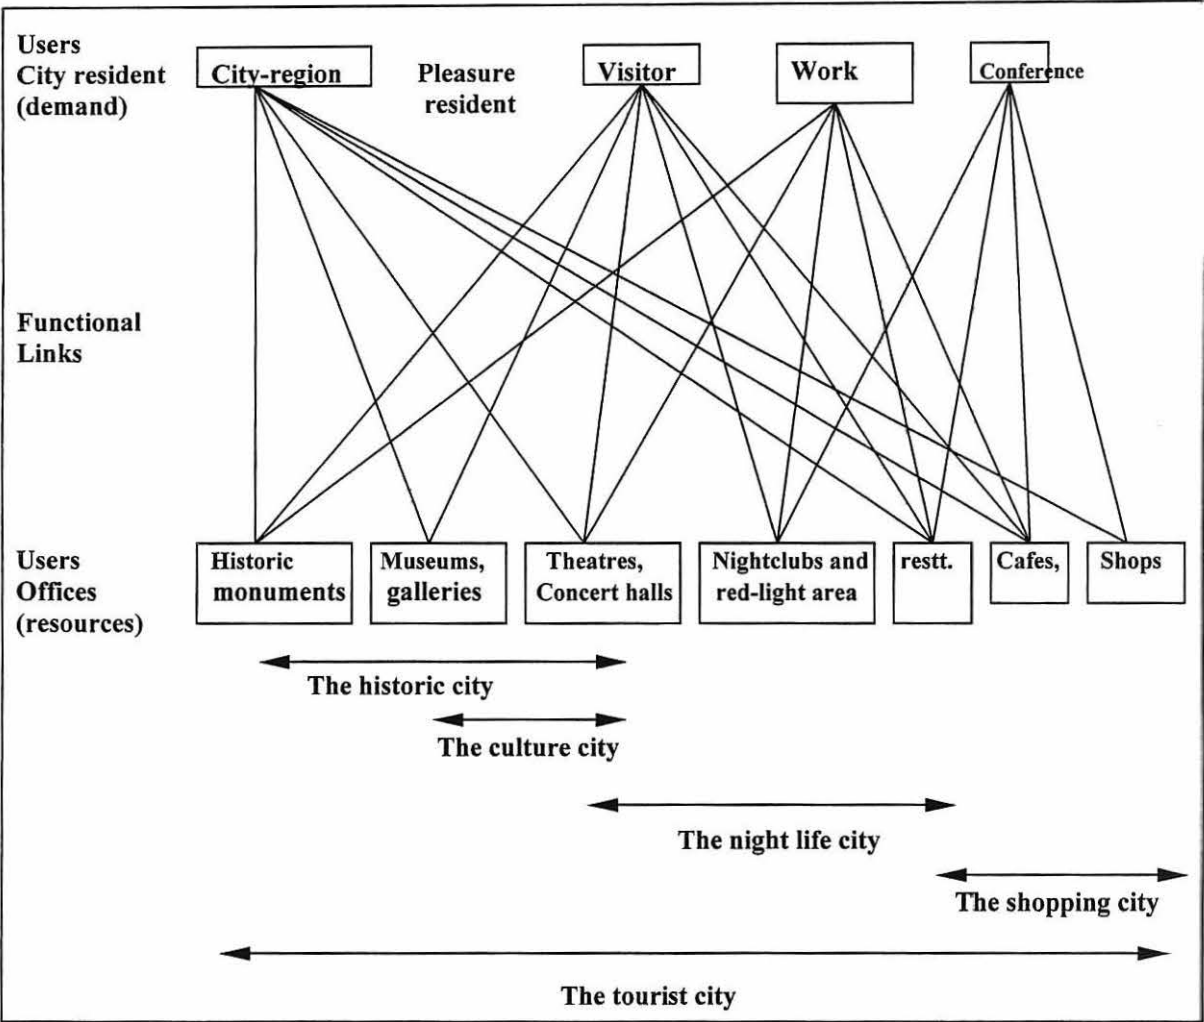 Users
City resident
(demand)
City-region
Pleasure
resident
Visitor
Work
Conference
Functional
Links
Users
Offices
(resources)
Historic
monuments
Museums,
galleries
Theatres,
Concert halls
Nightclubs and
red-light area
restt.
Cafes,
Shops
The historic city
The culture city
The night life city
The shopping city
The tourist city